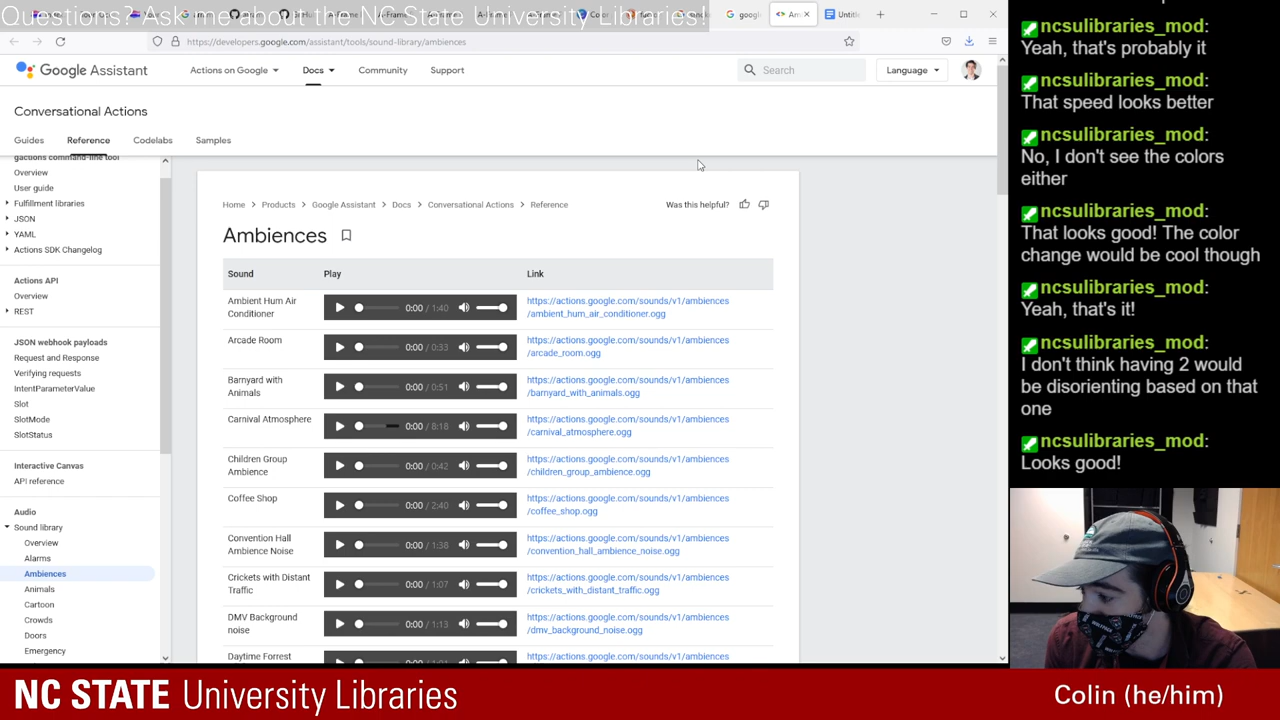 Questions? Ask me about the NC State University Libraries!
google
Am
Untitl
https://developers.google.com/assistant/tools/sound-library/ambiences
Google Assistant
Actions on Google
Docs
Community
Support
Search
Language
Conversational Actions
Guides
Reference
Codelabs
Samples
gactions command-line tool
Overview
User guide
Fulfillment libraries
JSON
YAML
Actions SDK Changelog
Actions API
Overview
REST
JSON webhook payloads
Request and Response
Verifying requests
IntentParameterValue
Slot
SlotMode
SlotStatus
Interactive Canvas
API reference
Audio
Sound library
Overview
Alarms
Ambiences
Animals
Cartoon
Crowds
Doors
Emergency
Home > Products > Google Assistant > Docs > Conversational Actions > Reference
Was this helpful?
Ambiences
Sound Play Link
Ambient Hum Air Conditioner
0:00 / 1:40
https://actions.google.com/sounds/v1/ambiences
/ambient_hum_air_conditioner.ogg
Arcade Room
0:00 / 0:33
https://actions.google.com/sounds/v1/ambiences
/arcade_room.ogg
Barnyard with Animals
0:00 / 0:51
https://actions.google.com/sounds/v1/ambiences
/barnyard_with_animals.ogg
Carnival Atmosphere
0:00 / 8:18
https://actions.google.com/sounds/v1/ambiences
/carnival_atmosphere.ogg
Children Group Ambience
0:00 / 0:42
https://actions.google.com/sounds/v1/ambiences
/children_group_ambience.ogg
Coffee Shop
0:00 / 2:40
https://actions.google.com/sounds/v1/ambiences
/coffee_shop.ogg
Convention Hall Ambience Noise
0:00 / 1:38
https://actions.google.com/sounds/v1/ambiences
/convention_hall_ambience_noise.ogg
Crickets with Distant Traffic
0:00 / 1:07
https://actions.google.com/sounds/v1/ambiences
/crickets_with_distant_traffic.ogg
DMV Background noise
0:00 / 1:13
https://actions.google.com/sounds/v1/ambiences
/dmv_background_noise.ogg
Daytime Forrest
https://actions.google.com/sounds/v1/ambiences
ncsulibraries_mod:
Yeah, that's probably it
ncsulibraries_mod:
That speed looks better
ncsulibraries_mod:
No, I don't see the colors
either
ncsulibraries_mod:
That looks good! The color
change would be cool though
ncsulibraries_mod:
Yeah, that's it!
ncsulibraries_mod:
I don't think having 2 would
be disorienting based on that
one
ncsulibraries_mod:
Looks good!
NC STATE University Libraries
Colin (he/him)